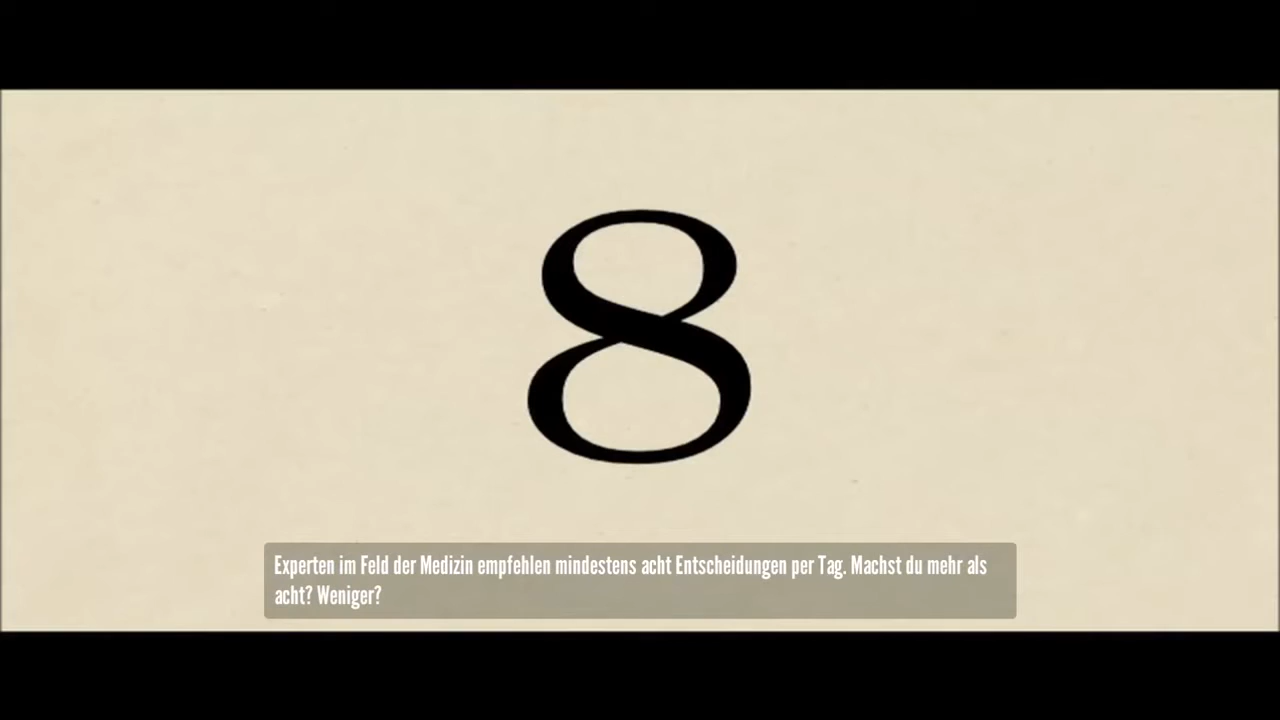 8
Experten im Feld der Medizin empfehlen mindestens acht Entscheidungen per Tag. Machst du mehr als
acht? Weniger?